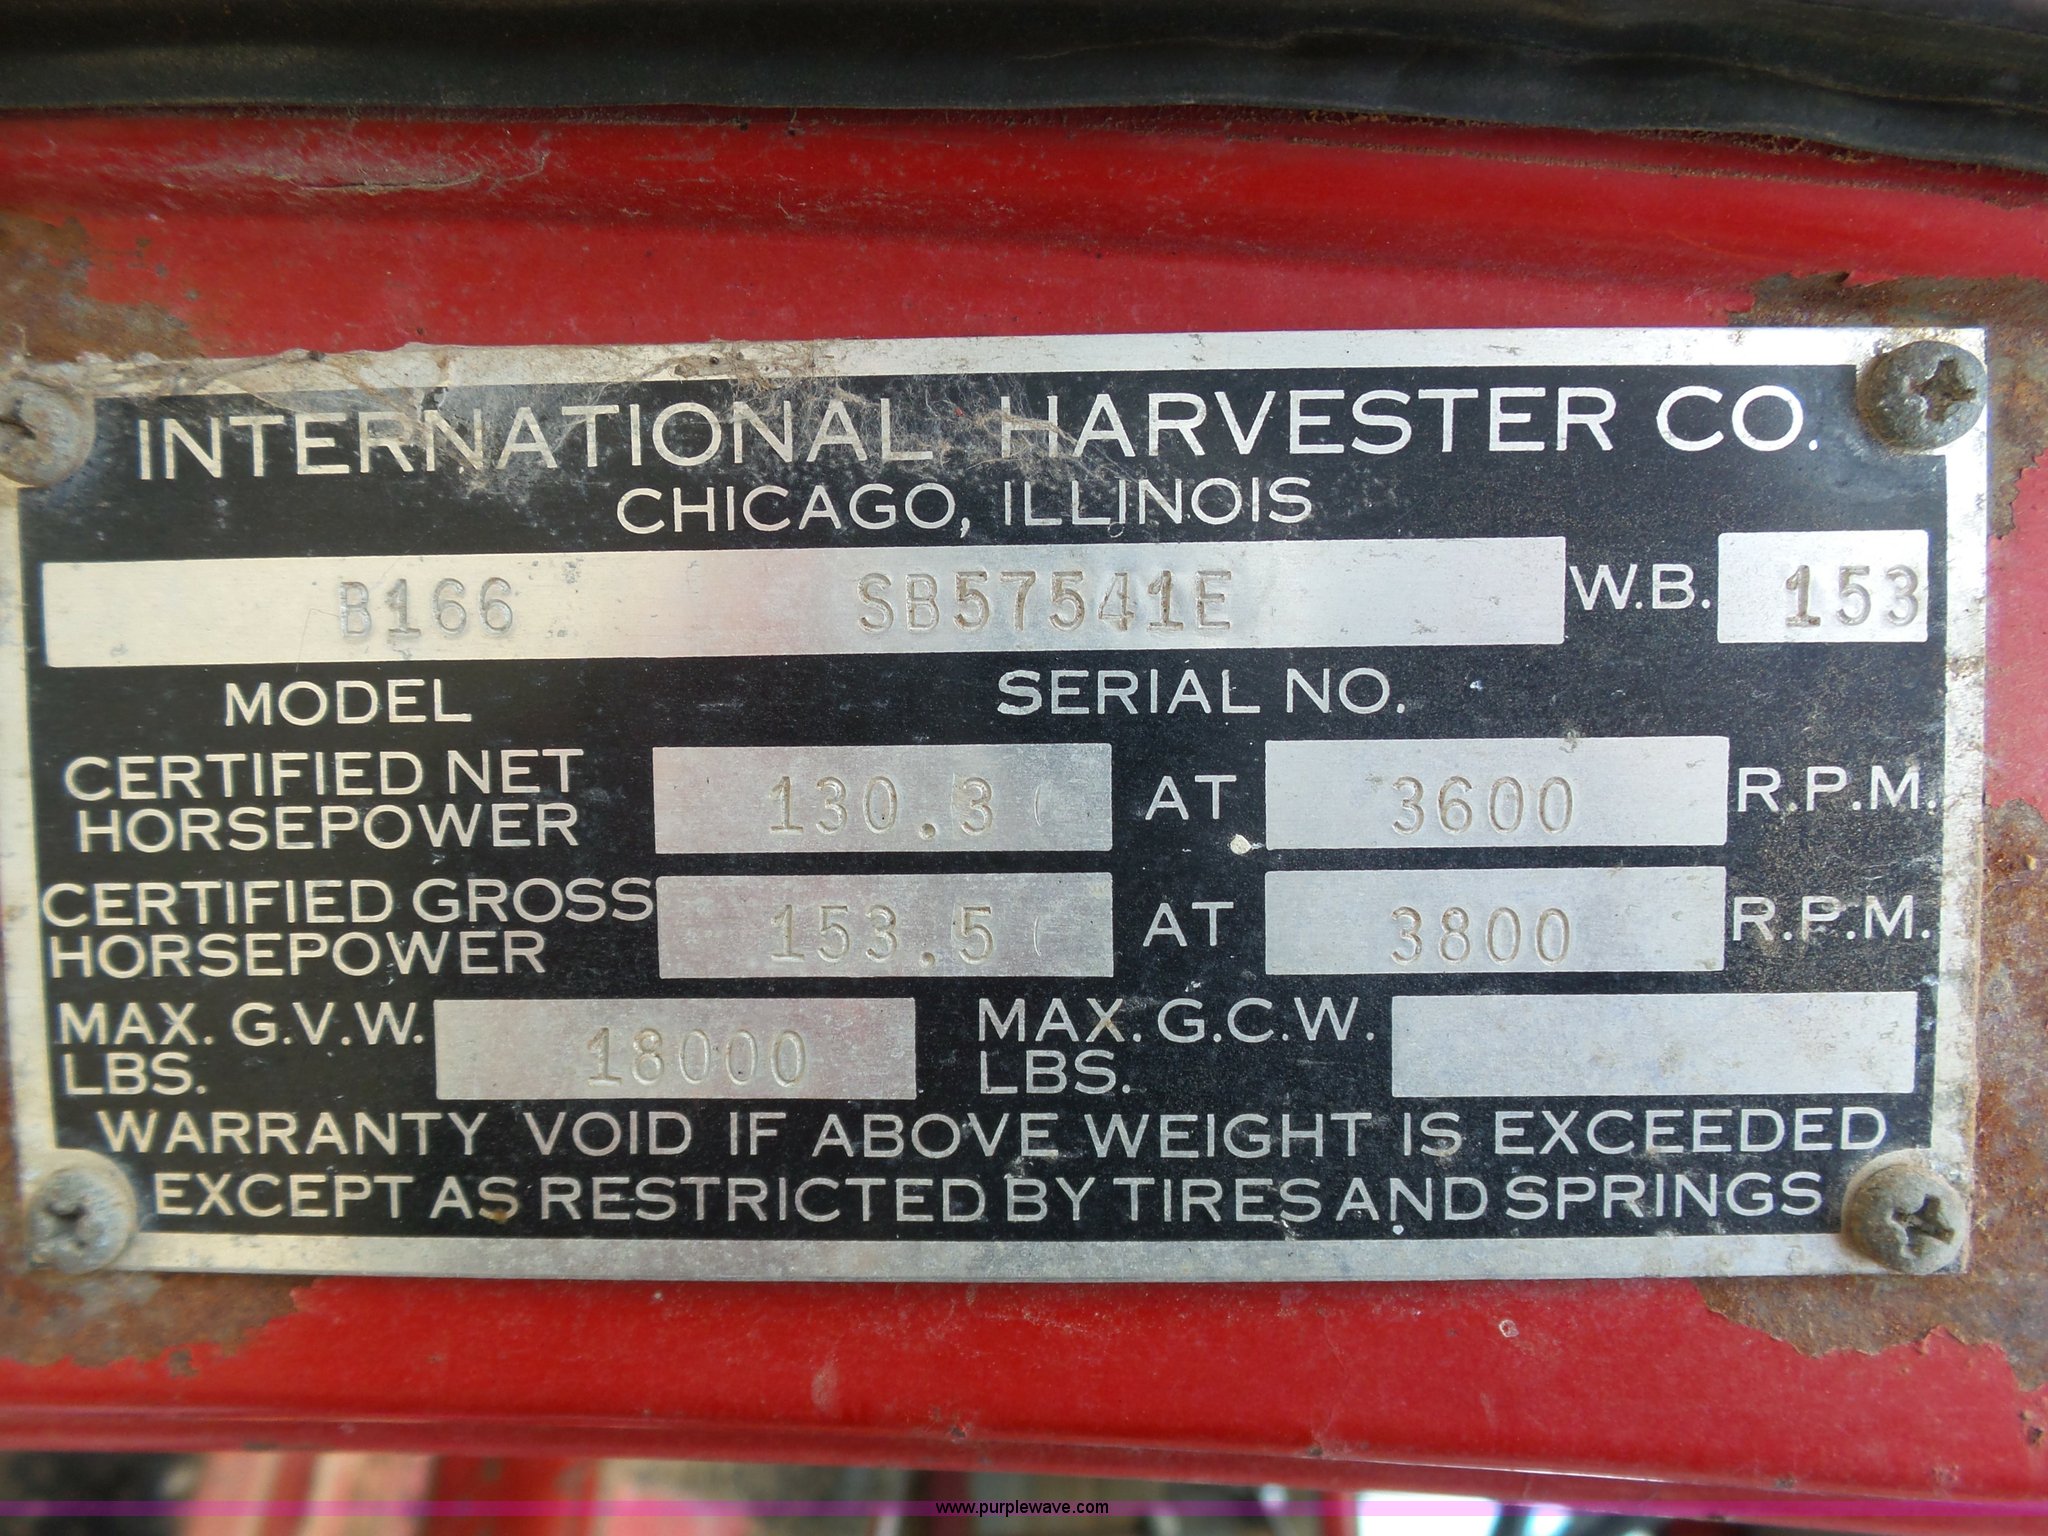 INTERNATIONAL HARVESTER CO.
CHICAGO, ILLINOIS
B166 SB57541E W.B. 153
MODEL SERIAL NO.
CERTIFIED NET HORSEPOWER 130.3 AT 3600 R.P.M.
CERTIFIED GROSS HORSEPOWER 153.5 AT 3800 R.P.M.
MAX. G.V.W. LBS. 18000 MAX. G.C.W. LBS.
WARRANTY VOID IF ABOVE WEIGHT IS EXCEEDED
EXCEPT AS RESTRICTED BY TIRES AND SPRINGS
www.purplewave.com